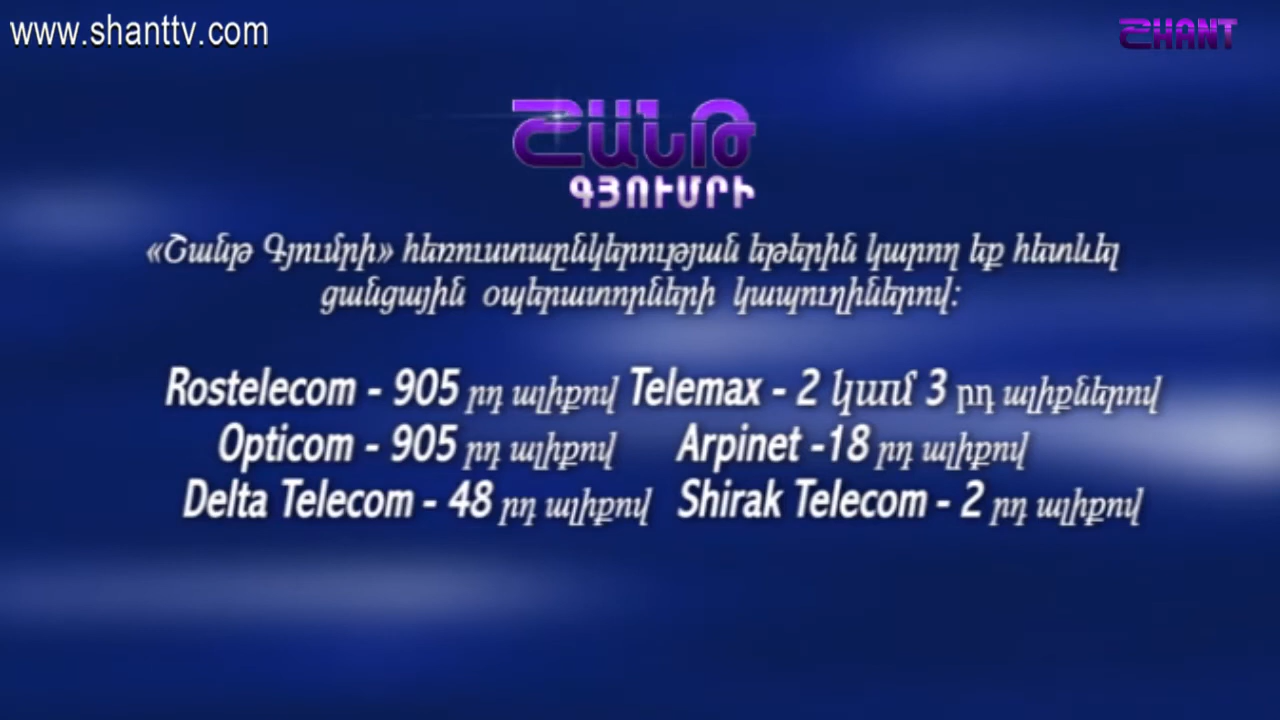 www.shanttv.com
SHANT
ՇԱՆԹ
ԳՅՈՒՄՐԻ
«Շանթ Գյումրի» հեռուստաընկերության եթերին կարող եք հետևել
ցանցային օպերատորների կապուղիներով:
Rostelecom - 905 րդ ալիքով Telemax - 2 կամ 3 րդ ալիքներով
Opticom - 905 րդ ալիքով Arpinet -18 րդ ալիքով
Delta Telecom - 48 րդ ալիքով Shirak Telecom - 2 րդ ալիքով